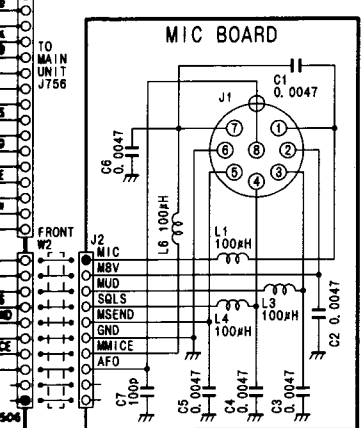 MIC BOARD
TO
MAIN
UNIT
J756
C1
0.0047
J1
7
1
6
8
2
5
4
3
C6
0.0047
L6 100μH
FRONT
W2
J2
MIC
M8V
MUD
SQLS
MSEND
GND
MMICE
AFO
L1
100μH
L3
100μH
L4
100μH
C2 0.0047
C7
100p
C5
0.0047
C4
0.0047
C3
0.0047
506